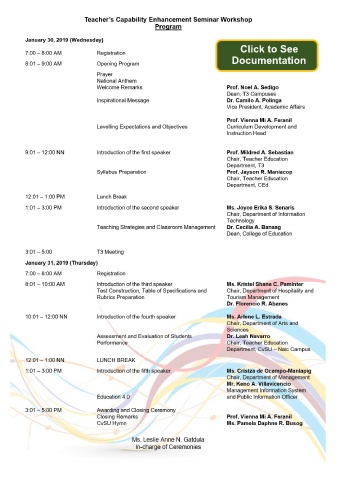 Teacher's Capability Enhancement Seminar Workshop
Program
January 30, 2019 (Wednesday)
Click to See
Documentation
7:00 – 8:00 AM Registration
8:01 – 9:00 AM Opening Program
Prayer
National Anthem
Welcome Remarks Prof. Noel A. Sedigo
Dean, T3 Campuses
Inspirational Message Dr. Camilo A. Polinga
Vice President, Academic Affairs
Prof. Vienna Mi A. Feranil
Levelling Expectations and Objectives Curriculum Development and
Instruction Head
9:01 – 12:00 NN Introduction of the first speaker Prof. Mildred A. Sebastian
Chair, Teacher Education
Department, T3
Syllabus Preparation Prof. Jayson R. Maniacop
Chair, Teacher Education
Department, CEd
12:01 – 1:00 PM Lunch Break
1:01 – 3:00 PM Introduction of the second speaker Ms. Joyce Erika S. Senaris
Chair, Department of Information
Technology
Teaching Strategies and Classroom Management Dr. Cecilia A. Banaag
Dean, College of Education
3:01 – 5:00 T3 Meeting
January 31, 2019 (Thursday)
7:00 – 8:00 AM Registration
8:01 – 10:00 AM Introduction of the third speaker Ms. Kristel Shane C. Paminter
Test Construction, Table of Specifications and Chair, Department of Hospitality and
Rubrics Preparation Tourism Management
Dr. Florencio R. Abanes
10:01 – 12:00 NN Introduction of the fourth speaker Ms. Arlene L. Estrada
Chair, Department of Arts and
Sciences
Assessment and Evaluation of Students Dr. Leah Navarro
Performance Chair, Teacher Education
Department, CvSU – Naic Campus
12:01 – 1:00 NN LUNCH BREAK
1:01 – 3:00 PM Introduction of the fifth speaker Ms. Cristza de Ocampo-Manlapig
Chair, Department of Management
Mr. Keno A. Villavicencio
Management Information System
Education 4.0 and Public Information Officer
3:01 – 5:00 PM Awarding and Closing Ceremony
Closing Remarks Prof. Vienna Mi A. Feranil
CvSU Hymn Ms. Pamela Daphne R. Busog
Ms. Leslie Anne N. Gatdula
In-charge of Ceremonies